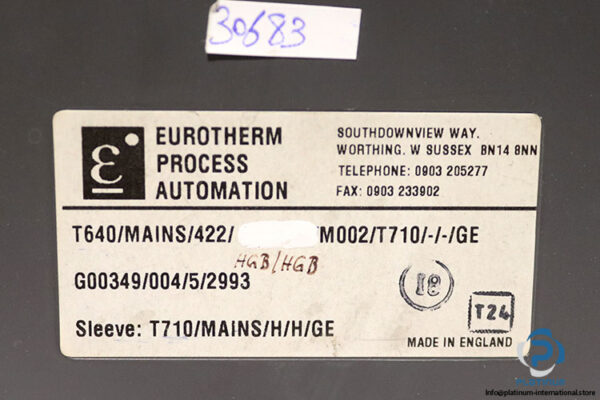 30683
ε
EUROTHERM
PROCESS
AUTOMATION
SOUTHDOWNVIEW WAY.
WORTHING. W SUSSEX BN14 8NN
TELEPHONE: 0903 205277
FAX: 0903 233902
T640/MAINS/422/ /M002/T710/-/-/GE
HGB/HGB
G00349/004/5/2993
Sleeve: T710/MAINS/H/H/GE
T24
MADE IN ENGLAND
Info@platinum-international.store